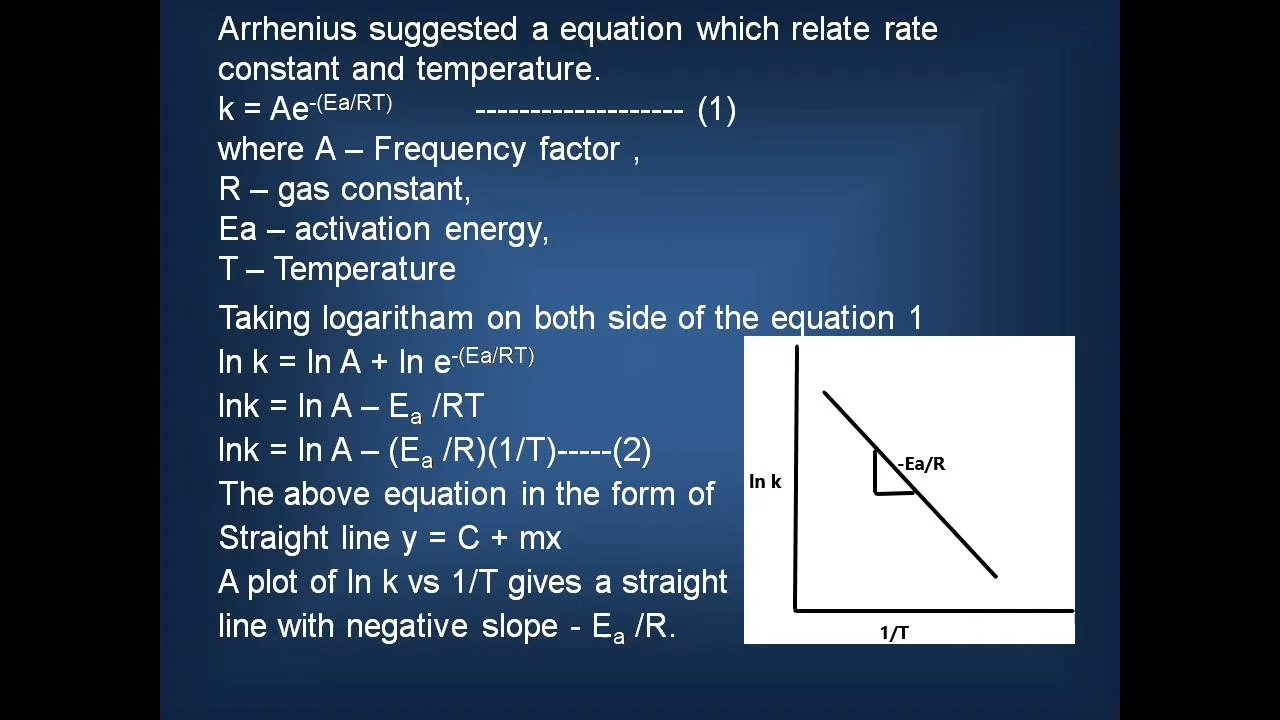 Arrhenius suggested a equation which relate rate
constant and temperature.
k = Ae-(Ea/RT) ------------------- (1)
where A – Frequency factor ,
R – gas constant,
Ea – activation energy,
T – Temperature
Taking logaritham on both side of the equation 1
ln k = ln A + ln e-(Ea/RT)
lnk = ln A – Ea /RT
lnk = ln A – (Ea /R)(1/T)-----(2)
The above equation in the form of
Straight line y = C + mx
A plot of ln k vs 1/T gives a straight
line with negative slope - Ea /R.
-Ea/R
ln k
1/T